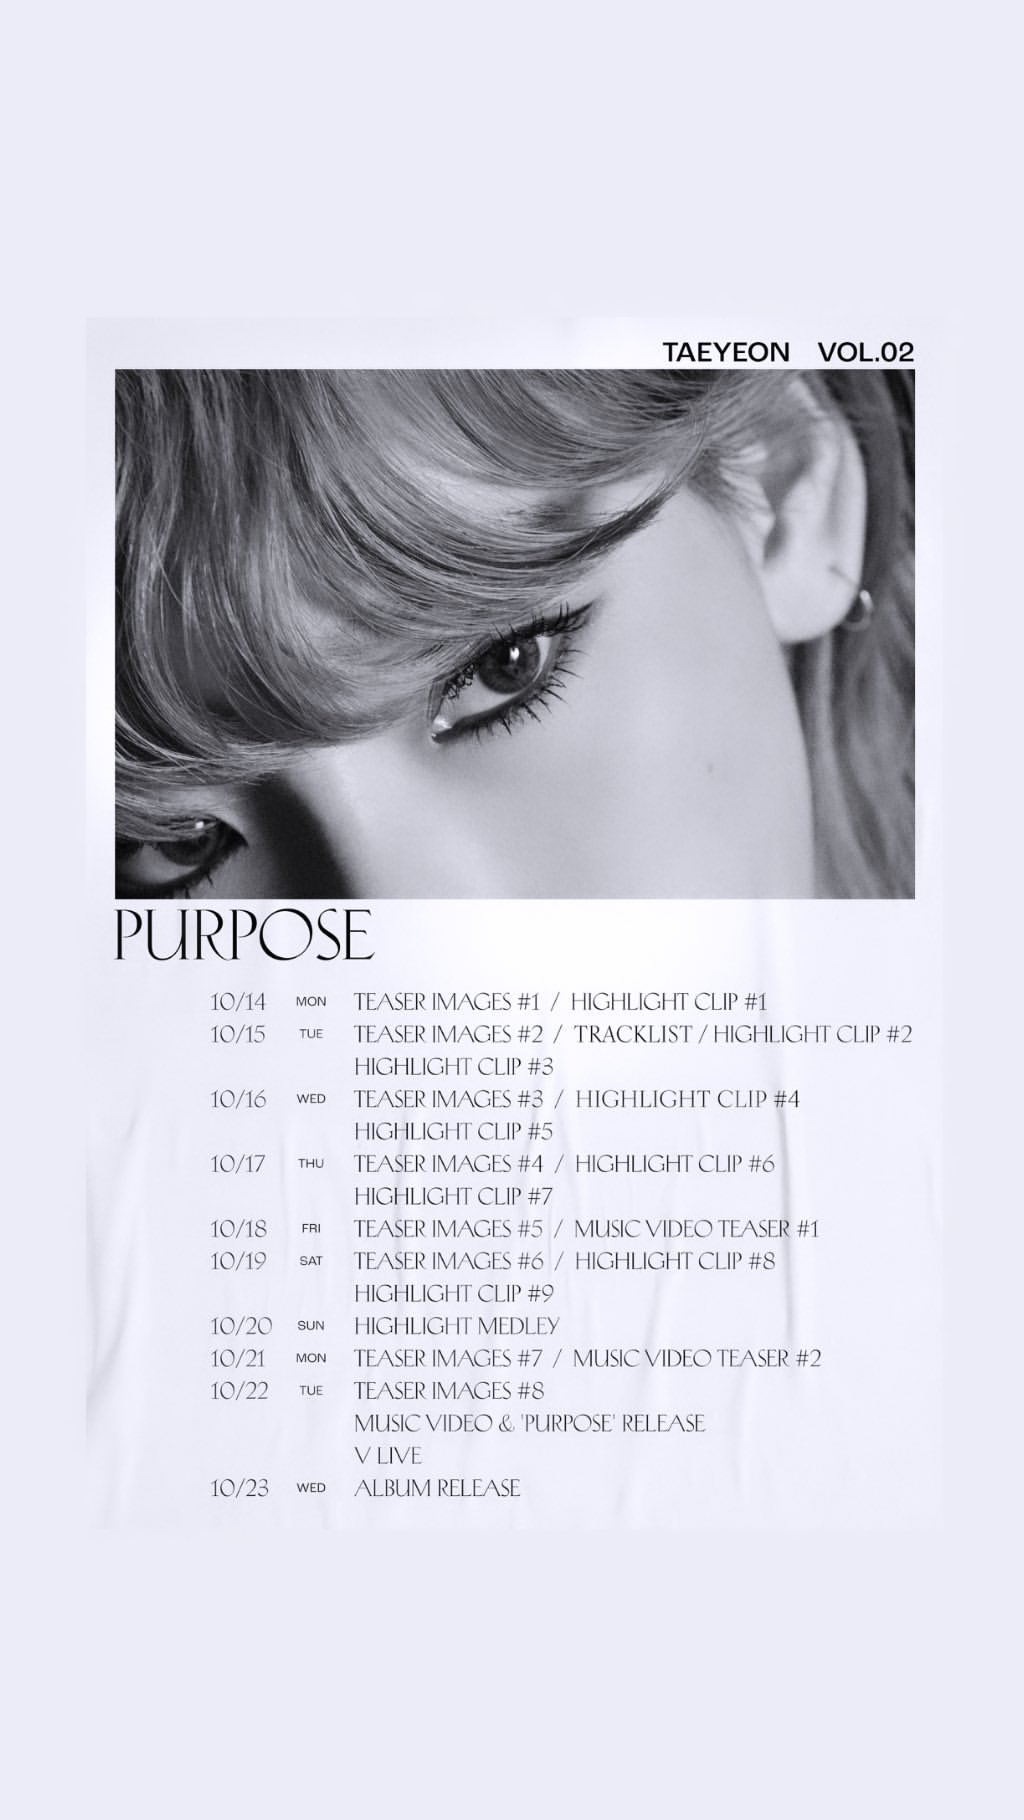 TAEYEON VOL.02
PURPOSE
10/14 MON TEASER IMAGES #1 / HIGHLIGHT CLIP #1
10/15 TUE TEASER IMAGES #2 / TRACKLIST / HIGHLIGHT CLIP #2
HIGHLIGHT CLIP #3
10/16 WED TEASER IMAGES #3 / HIGHLIGHT CLIP #4
HIGHLIGHT CLIP #5
10/17 THU TEASER IMAGES #4 / HIGHLIGHT CLIP #6
HIGHLIGHT CLIP #7
10/18 FRI TEASER IMAGES #5 / MUSIC VIDEO TEASER #1
10/19 SAT TEASER IMAGES #6 / HIGHLIGHT CLIP #8
HIGHLIGHT CLIP #9
10/20 SUN HIGHLIGHT MEDLEY
10/21 MON TEASER IMAGES #7 / MUSIC VIDEO TEASER #2
10/22 TUE TEASER IMAGES #8
MUSIC VIDEO & 'PURPOSE' RELEASE
V LIVE
10/23 WED ALBUM RELEASE